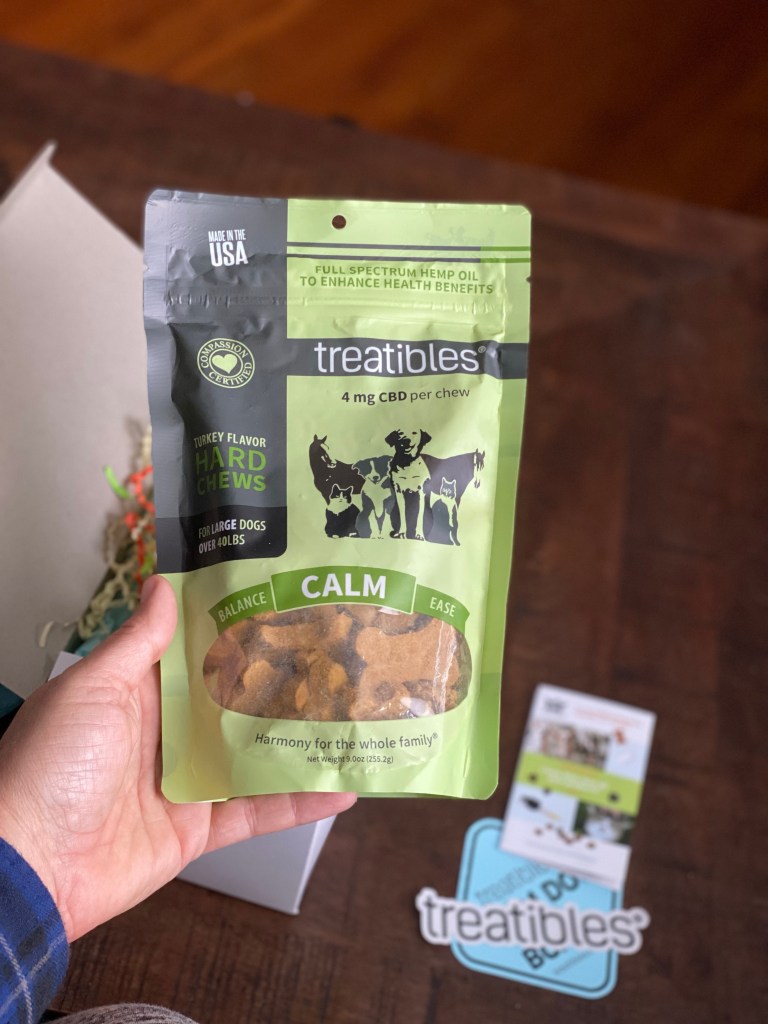 MADE IN THE
USA
FULL SPECTRUM HEMP OIL
TO ENHANCE HEALTH BENEFITS
COMPASSION
CERTIFIED
treatibles®
4 mg CBD per chew
TURKEY FLAVOR
HARD
CHEWS
FOR LARGE DOGS
OVER 40LBS
BALANCE
CALM
EASE
Harmony for the whole family®
Net Weight 9.0oz (255.2g)
treatibles